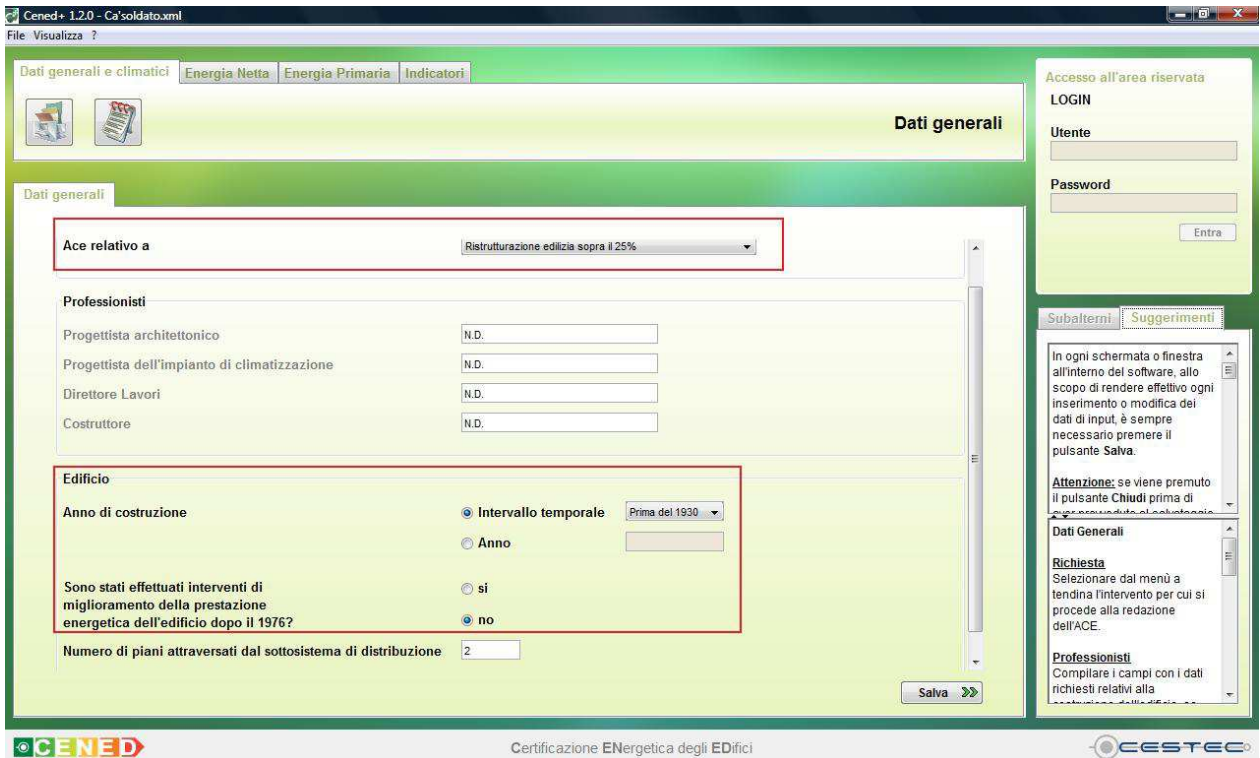 Cened+ 1.2.0 - Ca'soldato.xml
File Visualizza ?
Dati generali e climatici Energia Netta Energia Primaria Indicatori
Dati generali
Dati generali
Ace relativo a Ristrutturazione edilizia sopra il 25%
Professionisti
Progettista architettonico N.D.
Progettista dell'impianto di climatizzazione N.D.
Direttore Lavori N.D.
Costruttore N.D.
Edificio
Anno di costruzione Intervallo temporale Prima del 1930
Anno
Sono stati effettuati interventi di
miglioramento della prestazione
energetica dell'edificio dopo il 1976?
si
no
Numero di piani attraversati dal sottosistema di distribuzione 2
Salva
Accesso all'area riservata
LOGIN
Utente
Password
Entra
Subalterni Suggerimenti
In ogni schermata o finestra
all'interno del software, allo
scopo di rendere effettivo ogni
inserimento o modifica dei
dati di input, è sempre
necessario premere il
pulsante Salva.
Attenzione: se viene premuto
il pulsante Chiudi prima di
Dati Generali
Richiesta
Selezionare dal menù a
tendina l'intervento per cui si
procede alla redazione
dell'ACE.
Professionisti
Compilare i campi con i dati
richiesti relativi alla
CENED
Certificazione ENergetica degli EDifici
CESTEC